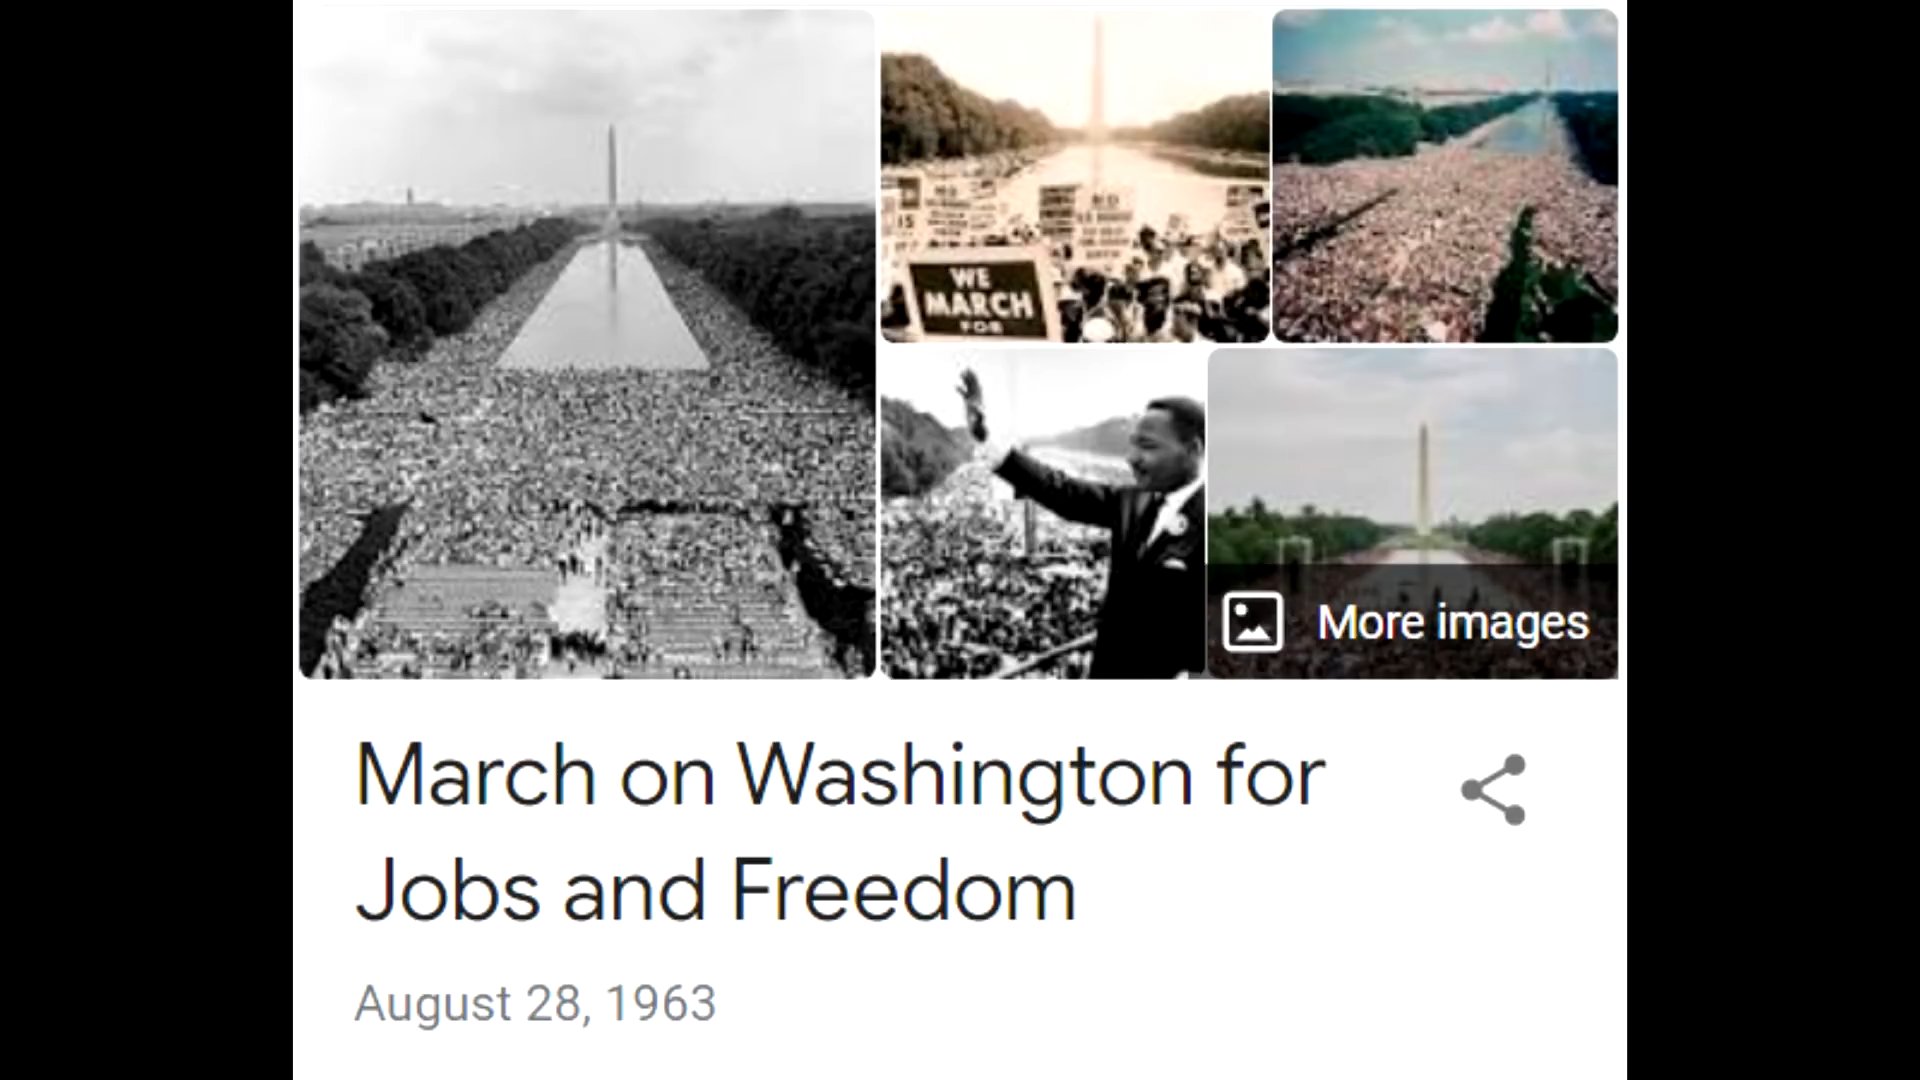 WE
MARCH
FOR
More images
March on Washington for
Jobs and Freedom
August 28, 1963